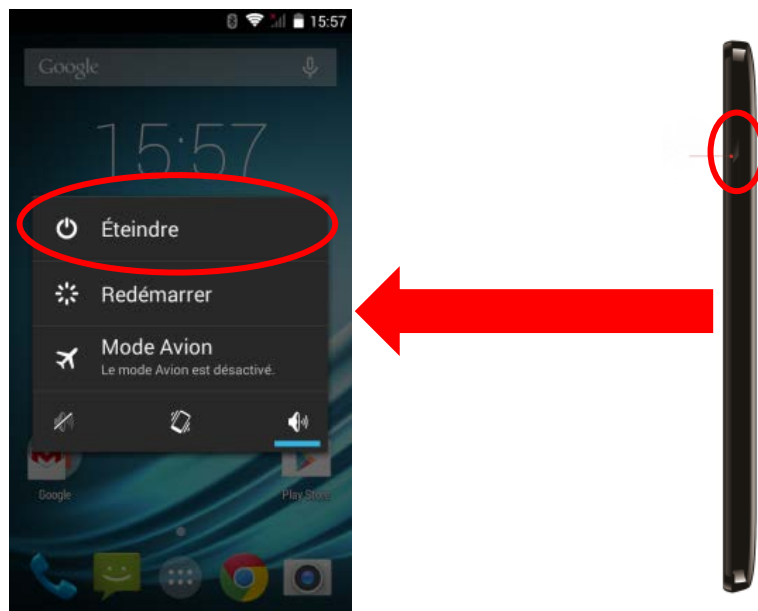 15:57
Google
15:57
Éteindre
Redémarrer
Mode Avion
Le mode Avion est désactivé.
Google
Play Store